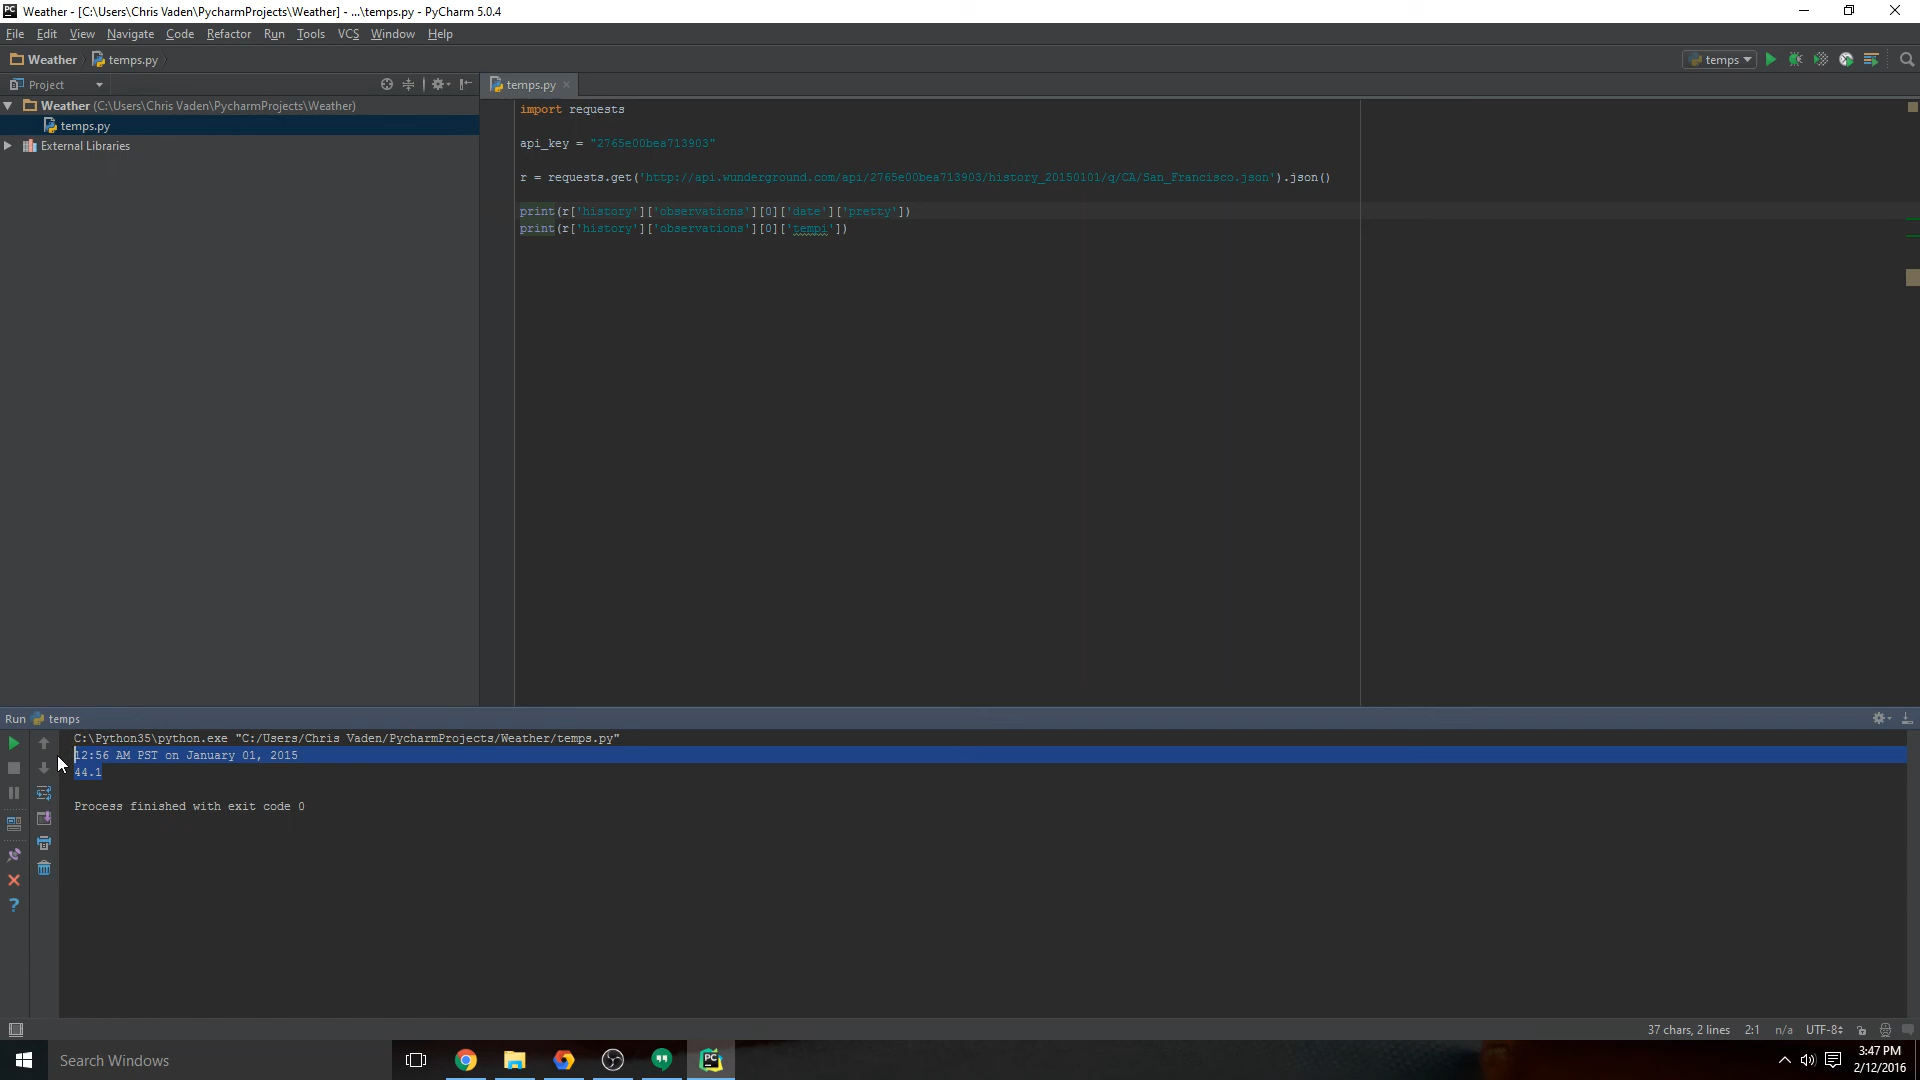 Weather - [C:\Users\Chris Vaden\PycharmProjects\Weather] - ...\temps.py - PyCharm 5.0.4
File Edit View Navigate Code Refactor Run Tools VCS Window Help
Weather temps.py temps
Project temps.py
Weather (C:\Users\Chris Vaden\PycharmProjects\Weather)
temps.py
External Libraries
import requests
api_key = "2765e00bea713903"
r = requests.get('http://api.wunderground.com/api/2765e00bea713903/history_20150101/q/CA/San_Francisco.json').json()
print(r['history']['observations'][0]['date']['pretty'])
print(r['history']['observations'][0]['tempi'])
Run temps
C:\Python35\python.exe "C:/Users/Chris Vaden/PycharmProjects/Weather/temps.py"
12:56 AM PST on January 01, 2015
44.1
Process finished with exit code 0
37 chars, 2 lines 2:1 n/a UTF-8
Search Windows
3:47 PM
2/12/2016